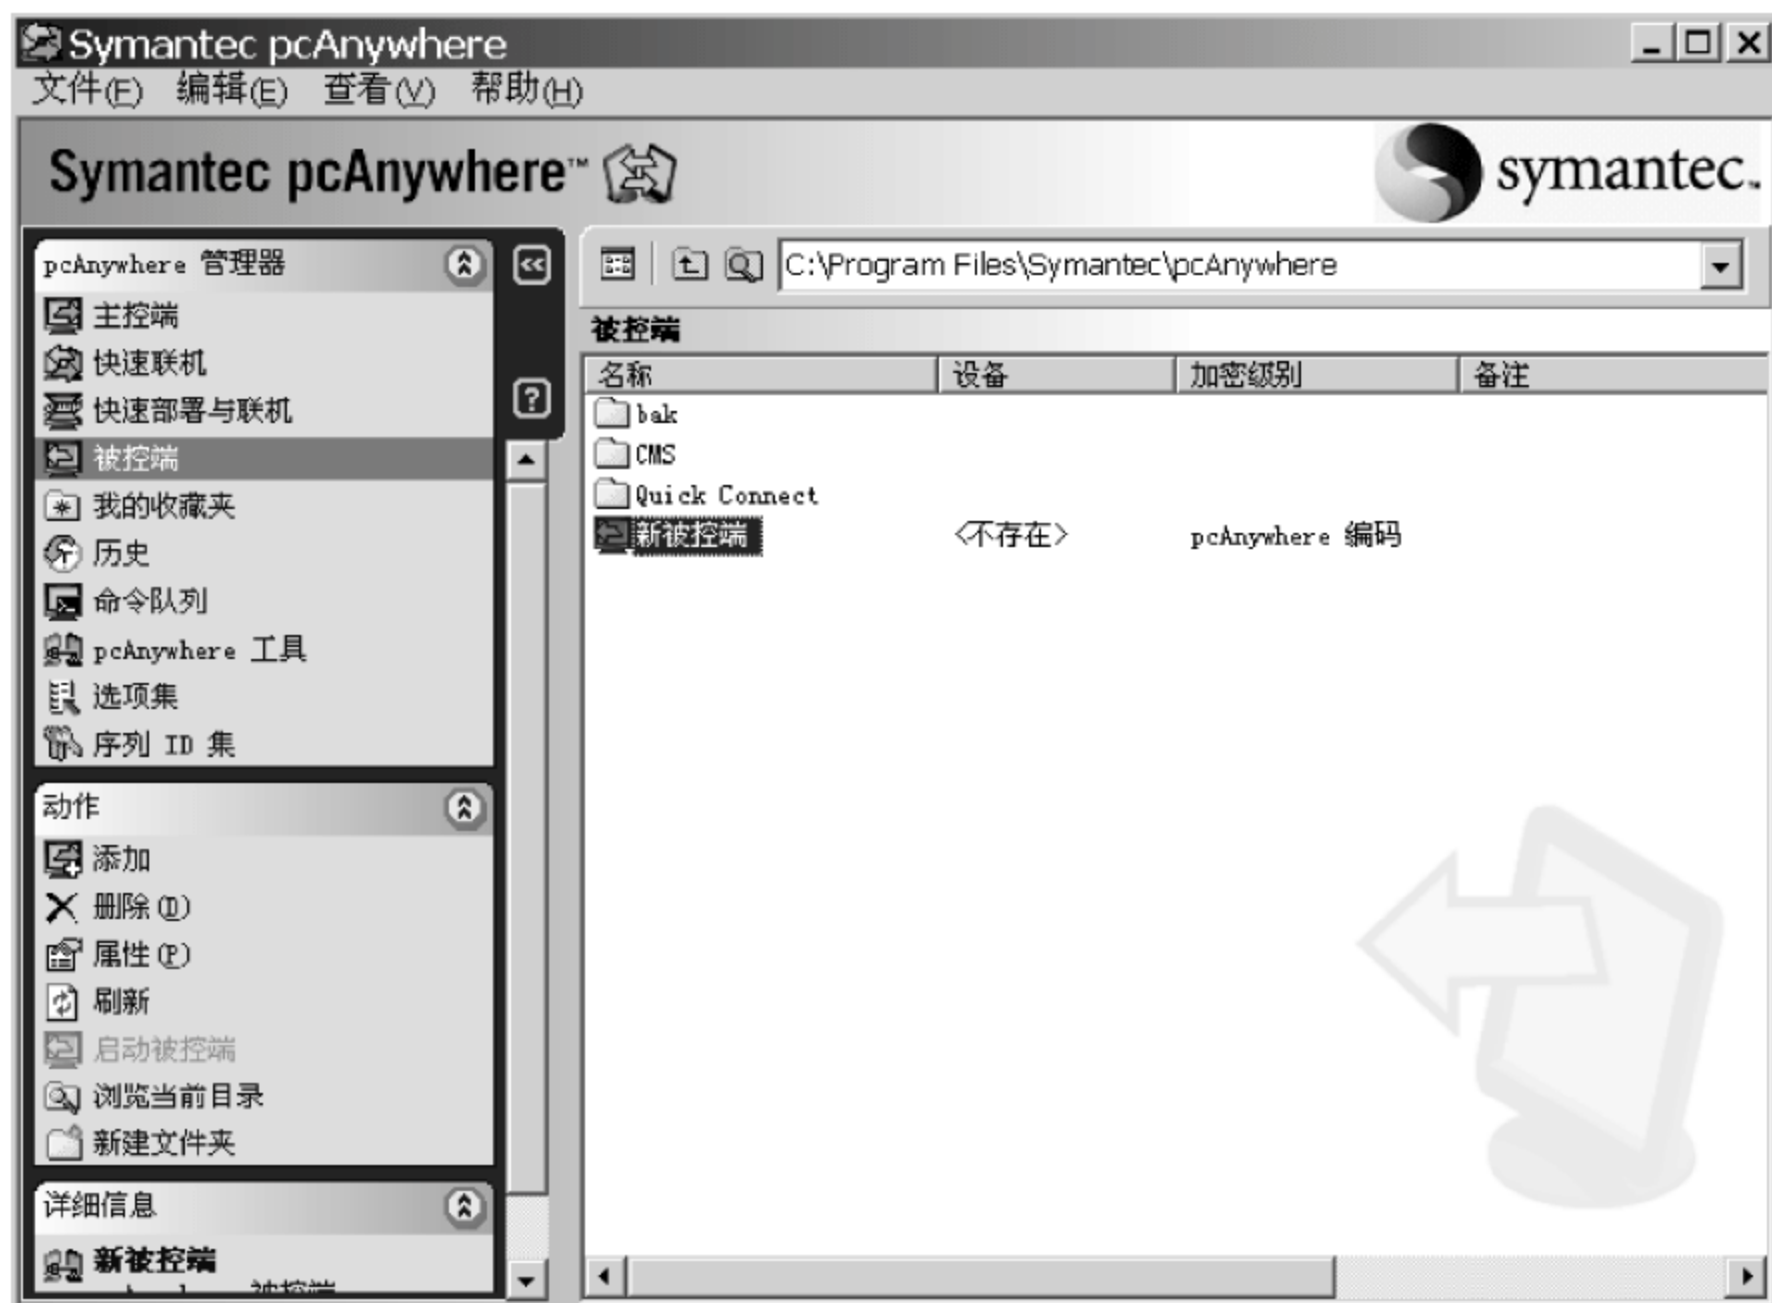 Symantec pcAnywhere
文件(F) 编辑(E) 查看(V) 帮助(H)
Symantec pcAnywhere™
symantec.
pcAnywhere 管理器
主控端
快速联机
快速部署与联机
被控端
我的收藏夹
历史
命令队列
pcAnywhere 工具
选项集
序列 ID 集
动作
添加
删除(D)
属性(P)
刷新
启动被控端
浏览当前目录
新建文件夹
详细信息
新被控端
C:\Program Files\Symantec\pcAnywhere
被控端
名称 设备 加密级别 备注
bak
CMS
Quick Connect
新被控端 <不存在> pcAnywhere 编码